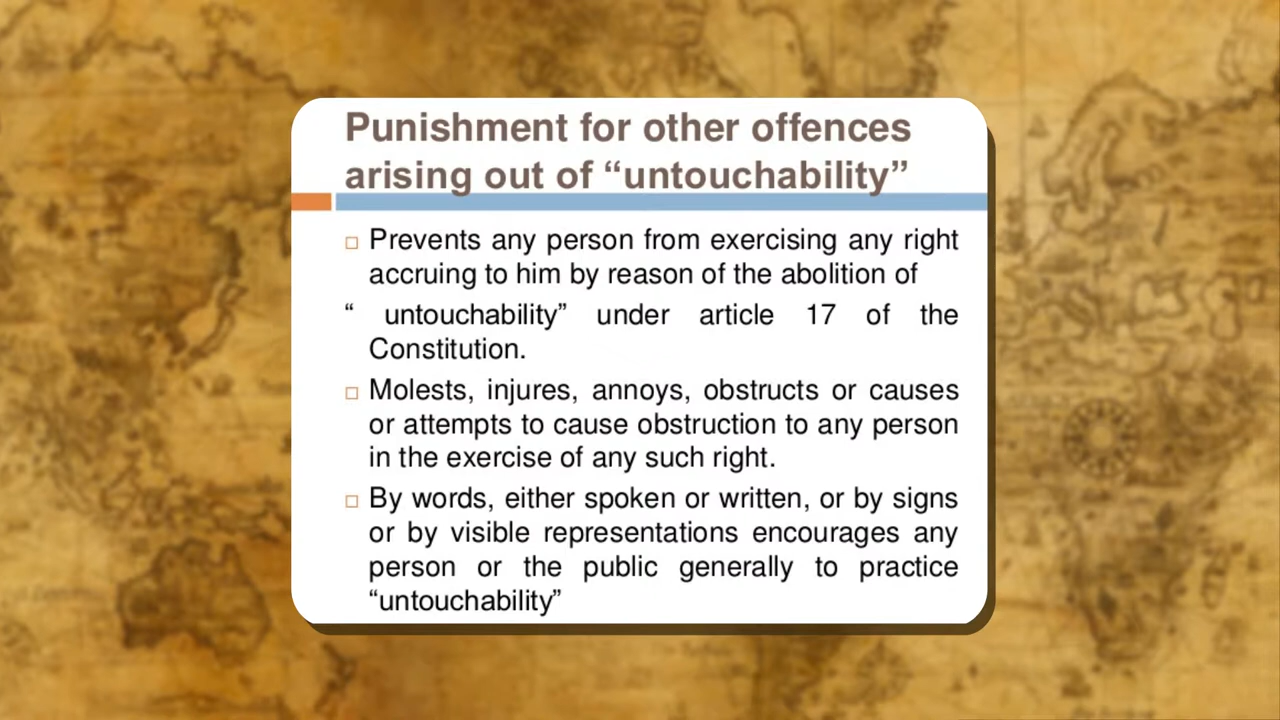 Punishment for other offences
arising out of “untouchability”
Prevents any person from exercising any right
accruing to him by reason of the abolition of
“ untouchability” under article 17 of the
Constitution.
Molests, injures, annoys, obstructs or causes
or attempts to cause obstruction to any person
in the exercise of any such right.
By words, either spoken or written, or by signs
or by visible representations encourages any
person or the public generally to practice
“untouchability”